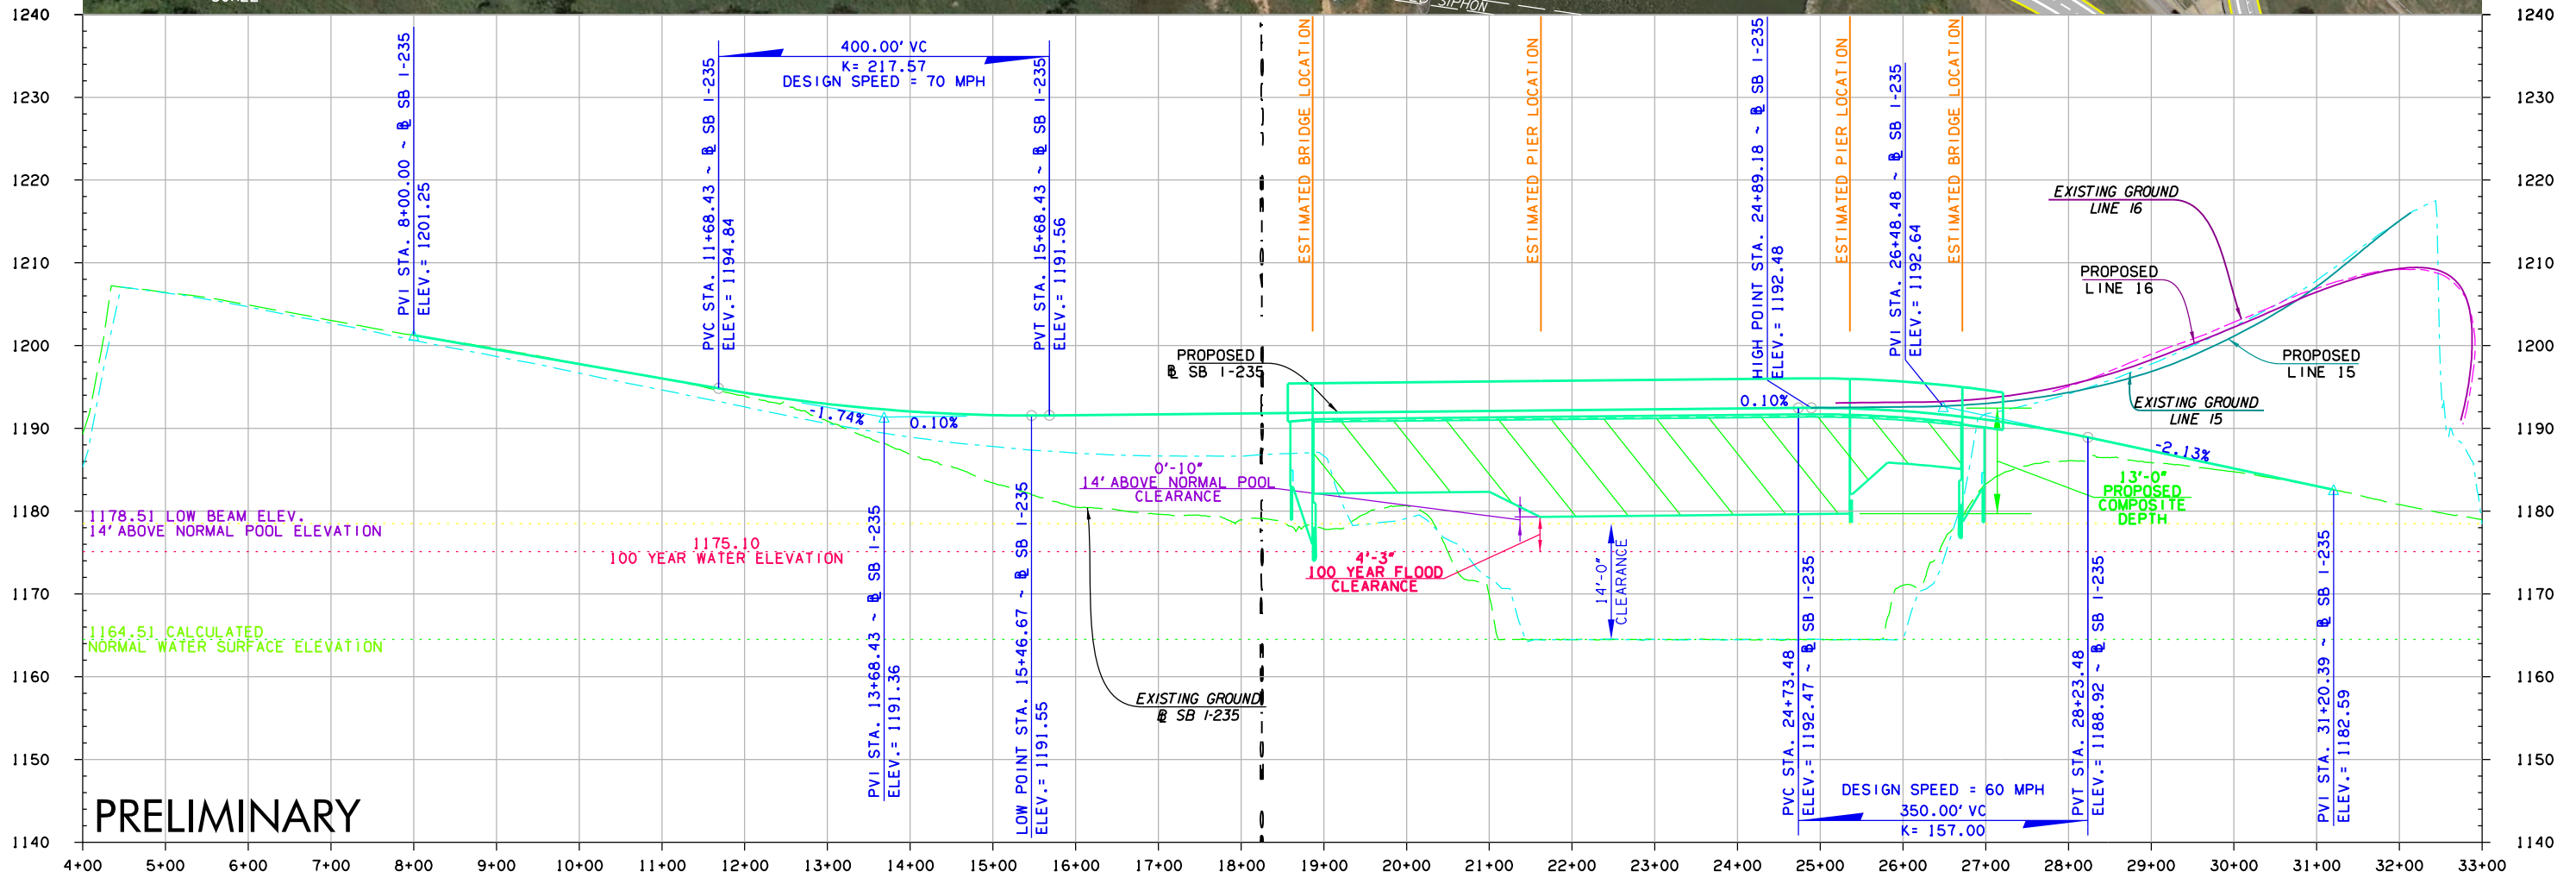 SIPHON
1240
1230
1220
1210
1200
1190
1180
1170
1160
1150
1140
PVI STA. 8+00.00 ~ ℄ SB I-235
ELEV.= 1201.25
400.00' VC
K= 217.57
DESIGN SPEED = 70 MPH
PVC STA. 11+68.43 ~ ℄ SB I-235
ELEV.= 1194.84
PVT STA. 15+68.43 ~ ℄ SB I-235
ELEV.= 1191.56
ESTIMATED BRIDGE LOCATION
ESTIMATED PIER LOCATION
HIGH POINT STA. 24+89.18 ~ ℄ SB I-235
ELEV.= 1192.48
ESTIMATED PIER LOCATION
PVI STA. 26+48.48 ~ ℄ SB I-235
ELEV.= 1192.64
ESTIMATED BRIDGE LOCATION
EXISTING GROUND
LINE 16
PROPOSED
LINE 16
PROPOSED
LINE 15
EXISTING GROUND
LINE 15
PROPOSED
℄ SB I-235
-1.74%
0.10%
0.10%
-2.13%
0'-10"
14' ABOVE NORMAL POOL
CLEARANCE
13'-0"
PROPOSED
COMPOSITE
DEPTH
1178.51 LOW BEAM ELEV.
14' ABOVE NORMAL POOL ELEVATION
1175.10
100 YEAR WATER ELEVATION
4'-3"
100 YEAR FLOOD
CLEARANCE
14'-0"
CLEARANCE
1164.51 CALCULATED
NORMAL WATER SURFACE ELEVATION
PVI STA. 13+68.43 ~ ℄ SB I-235
ELEV.= 1191.36
LOW POINT STA. 15+46.67 ~ ℄ SB I-235
ELEV.= 1191.55
EXISTING GROUND
℄ SB I-235
PVC STA. 24+73.48
ELEV.= 1192.47 ~ ℄ SB I-235
PVT STA. 28+23.48
ELEV.= 1188.92 ~ ℄ SB I-235
PVI STA. 31+20.39 ~ ℄ SB I-235
ELEV.= 1182.59
DESIGN SPEED = 60 MPH
350.00' VC
K= 157.00
PRELIMINARY
1240
1230
1220
1210
1200
1190
1180
1170
1160
1150
1140
4+00 5+00 6+00 7+00 8+00 9+00 10+00 11+00 12+00 13+00 14+00 15+00 16+00 17+00 18+00 19+00 20+00 21+00 22+00 23+00 24+00 25+00 26+00 27+00 28+00 29+00 30+00 31+00 32+00 33+00